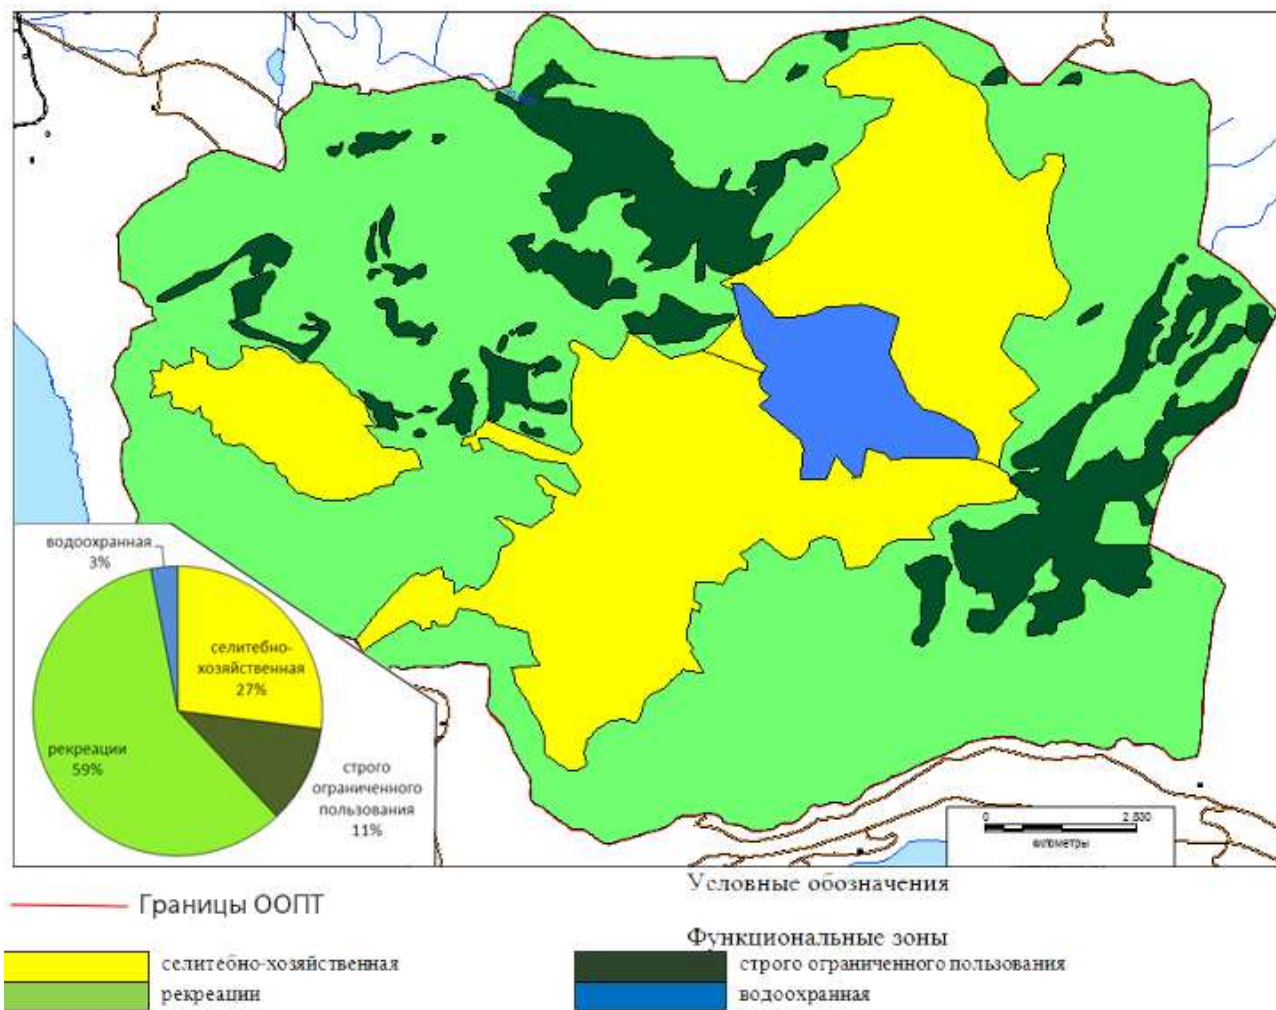 водоохранная
3%
селитебно-
хозяйственная
27%
рекреации
59%
строго
ограниченного
пользования
11%
0 2 830
километры
Условные обозначения
Границы ООПТ
Функциональные зоны
селитебно-хозяйственная
строго ограниченного пользования
рекреации
водоохранная